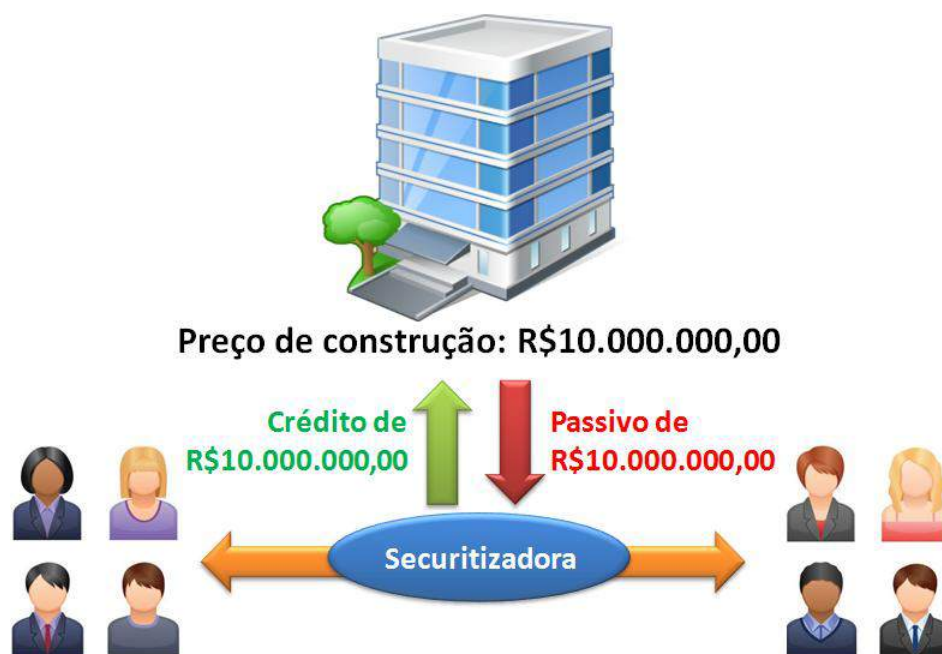 Preço de construção: R$10.000.000,00
Crédito de
R$10.000.000,00
Passivo de
R$10.000.000,00
Securitizadora